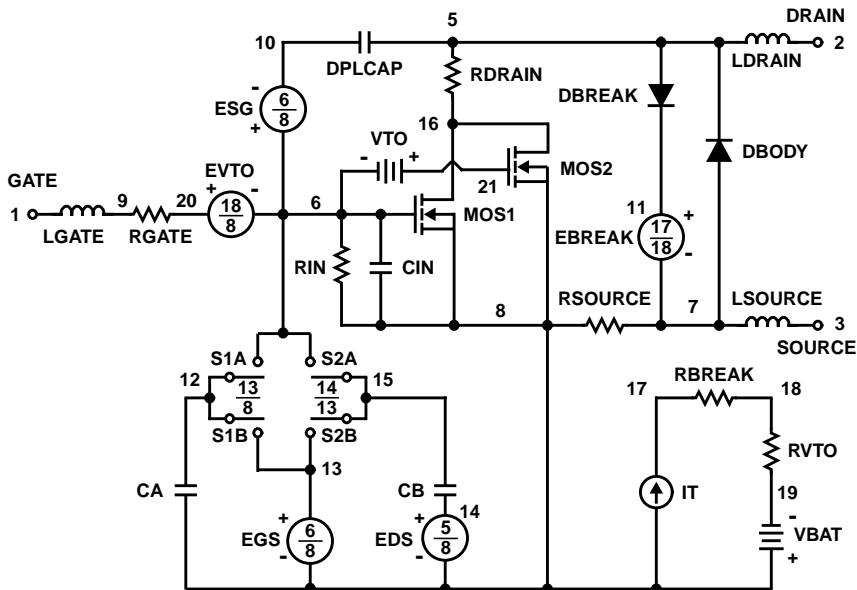 DRAIN
5
10
2
DPLCAP
LDRAIN
RDRAIN
DBREAK
- ESG +
6
8
16
VTO
- +
DBODY
EVTO
+ -
MOS2
GATE
9
20
18
8
6
21
11
1
MOS1
+
LGATE
RGATE
EBREAK
17
18
-
RIN
CIN
8
RSOURCE
7
LSOURCE
3
SOURCE
S1A
S2A
12
13
8
14
13
15
RBREAK
17
18
S1B
S2B
13
RVTO
CA
CB
IT
19
14
-
VBAT
+
+
EGS
6
8
-
+
EDS
5
8
-